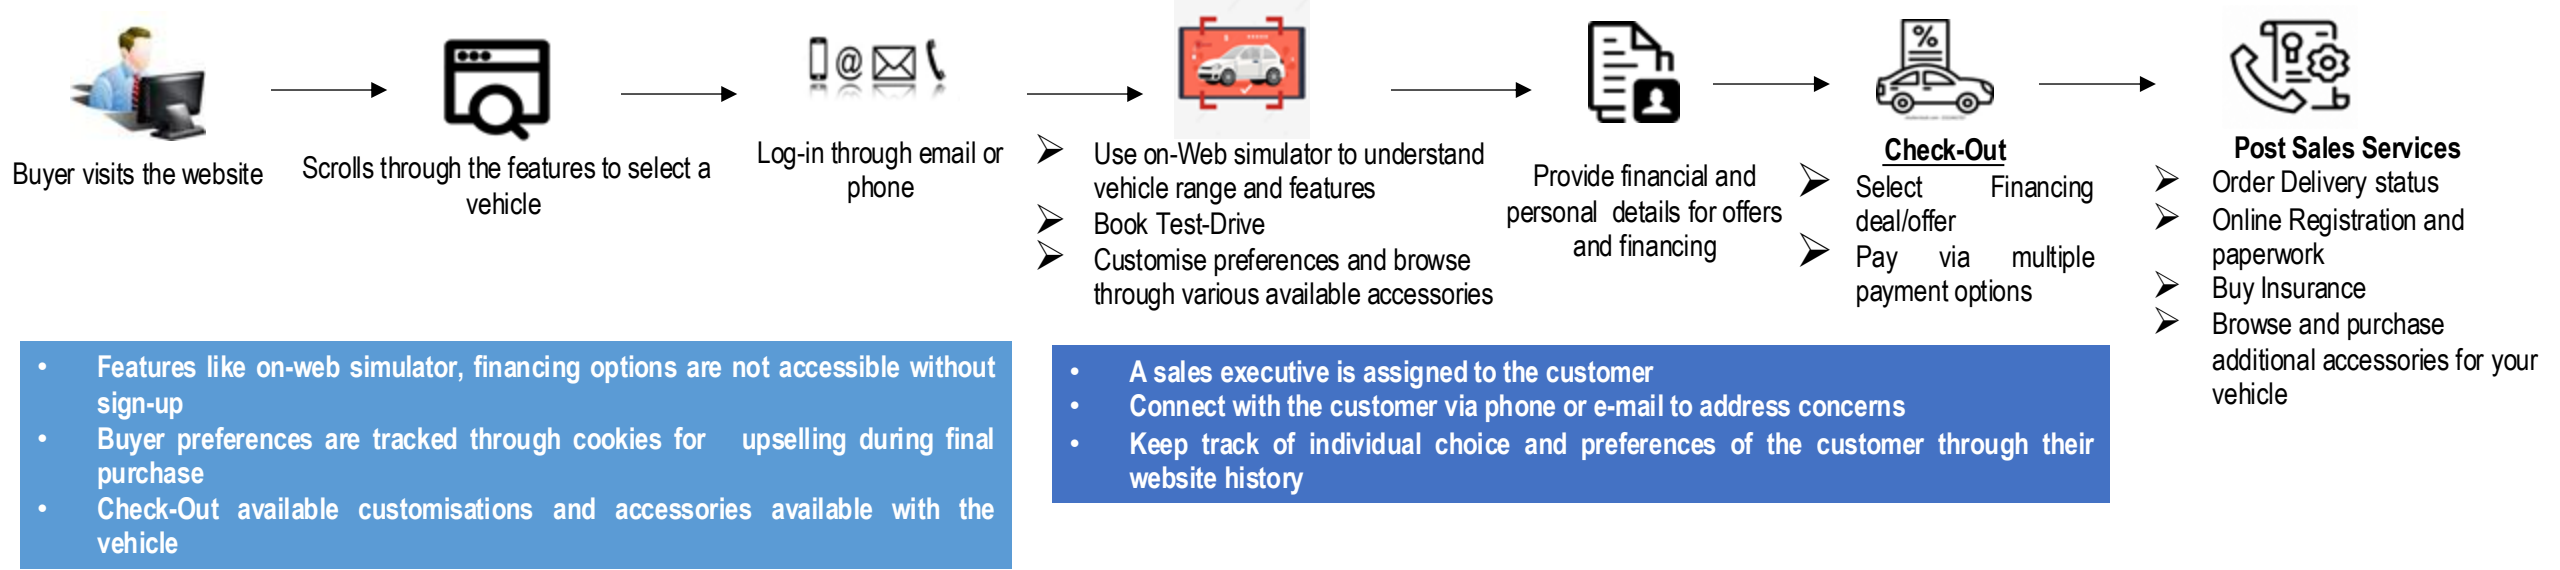 Buyer visits the website
Scrolls through the features to select a
vehicle
@
Log-in through email or
phone
Use on-Web simulator to understand
vehicle range and features
Book Test-Drive
Customise preferences and browse
through various available accessories
Provide financial and
personal details for offers
and financing
%
Check-Out
Select Financing
deal/offer
Pay via multiple
payment options
Post Sales Services
Order Delivery status
Online Registration and
paperwork
Buy Insurance
Browse and purchase
additional accessories for your
vehicle
• Features like on-web simulator, financing options are not accessible without
sign-up
• Buyer preferences are tracked through cookies for upselling during final
purchase
• Check-Out available customisations and accessories available with the
vehicle
• A sales executive is assigned to the customer
• Connect with the customer via phone or e-mail to address concerns
• Keep track of individual choice and preferences of the customer through their
website history